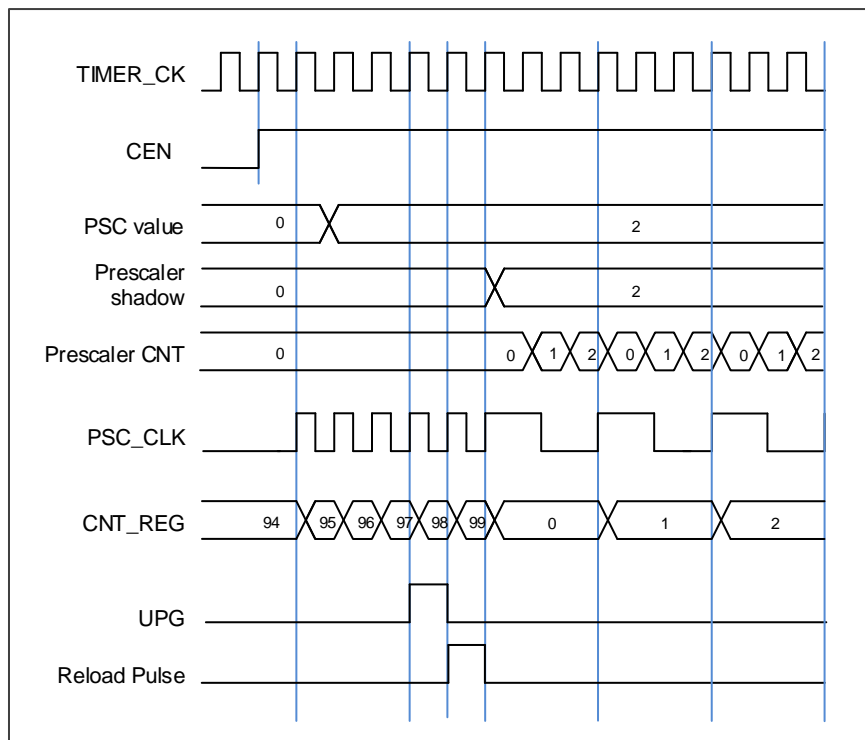 TIMER_CK
CEN
PSC value 0 2
Prescaler
shadow 0 2
Prescaler CNT 0 0 1 2 0 1 2 0 1 2
PSC_CLK
CNT_REG 94 95 96 97 98 99 0 1 2
UPG
Reload Pulse